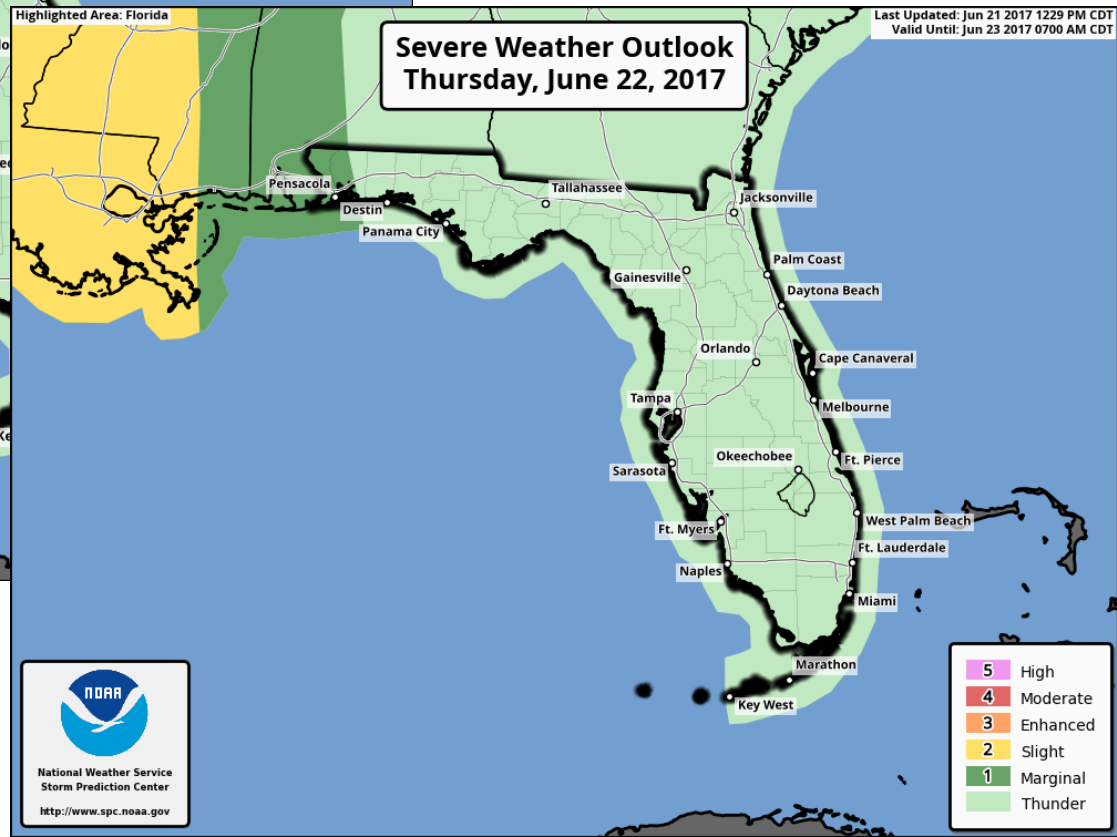 Highlighted Area: Florida
Last Updated: Jun 21 2017 1229 PM CDT
Valid Until: Jun 23 2017 0700 AM CDT
Severe Weather Outlook
Thursday, June 22, 2017
Pensacola
Tallahassee
Destin
Jacksonville
Panama City
Palm Coast
Gainesville
Daytona Beach
Orlando
Cape Canaveral
Tampa
Melbourne
Okeechobee
Ft. Pierce
Sarasota
West Palm Beach
Ft. Myers
Ft. Lauderdale
Naples
Miami
Marathon
Key West
5 High
4 Moderate
3 Enhanced
2 Slight
1 Marginal
Thunder
NOAA
National Weather Service
Storm Prediction Center
http://www.spc.noaa.gov